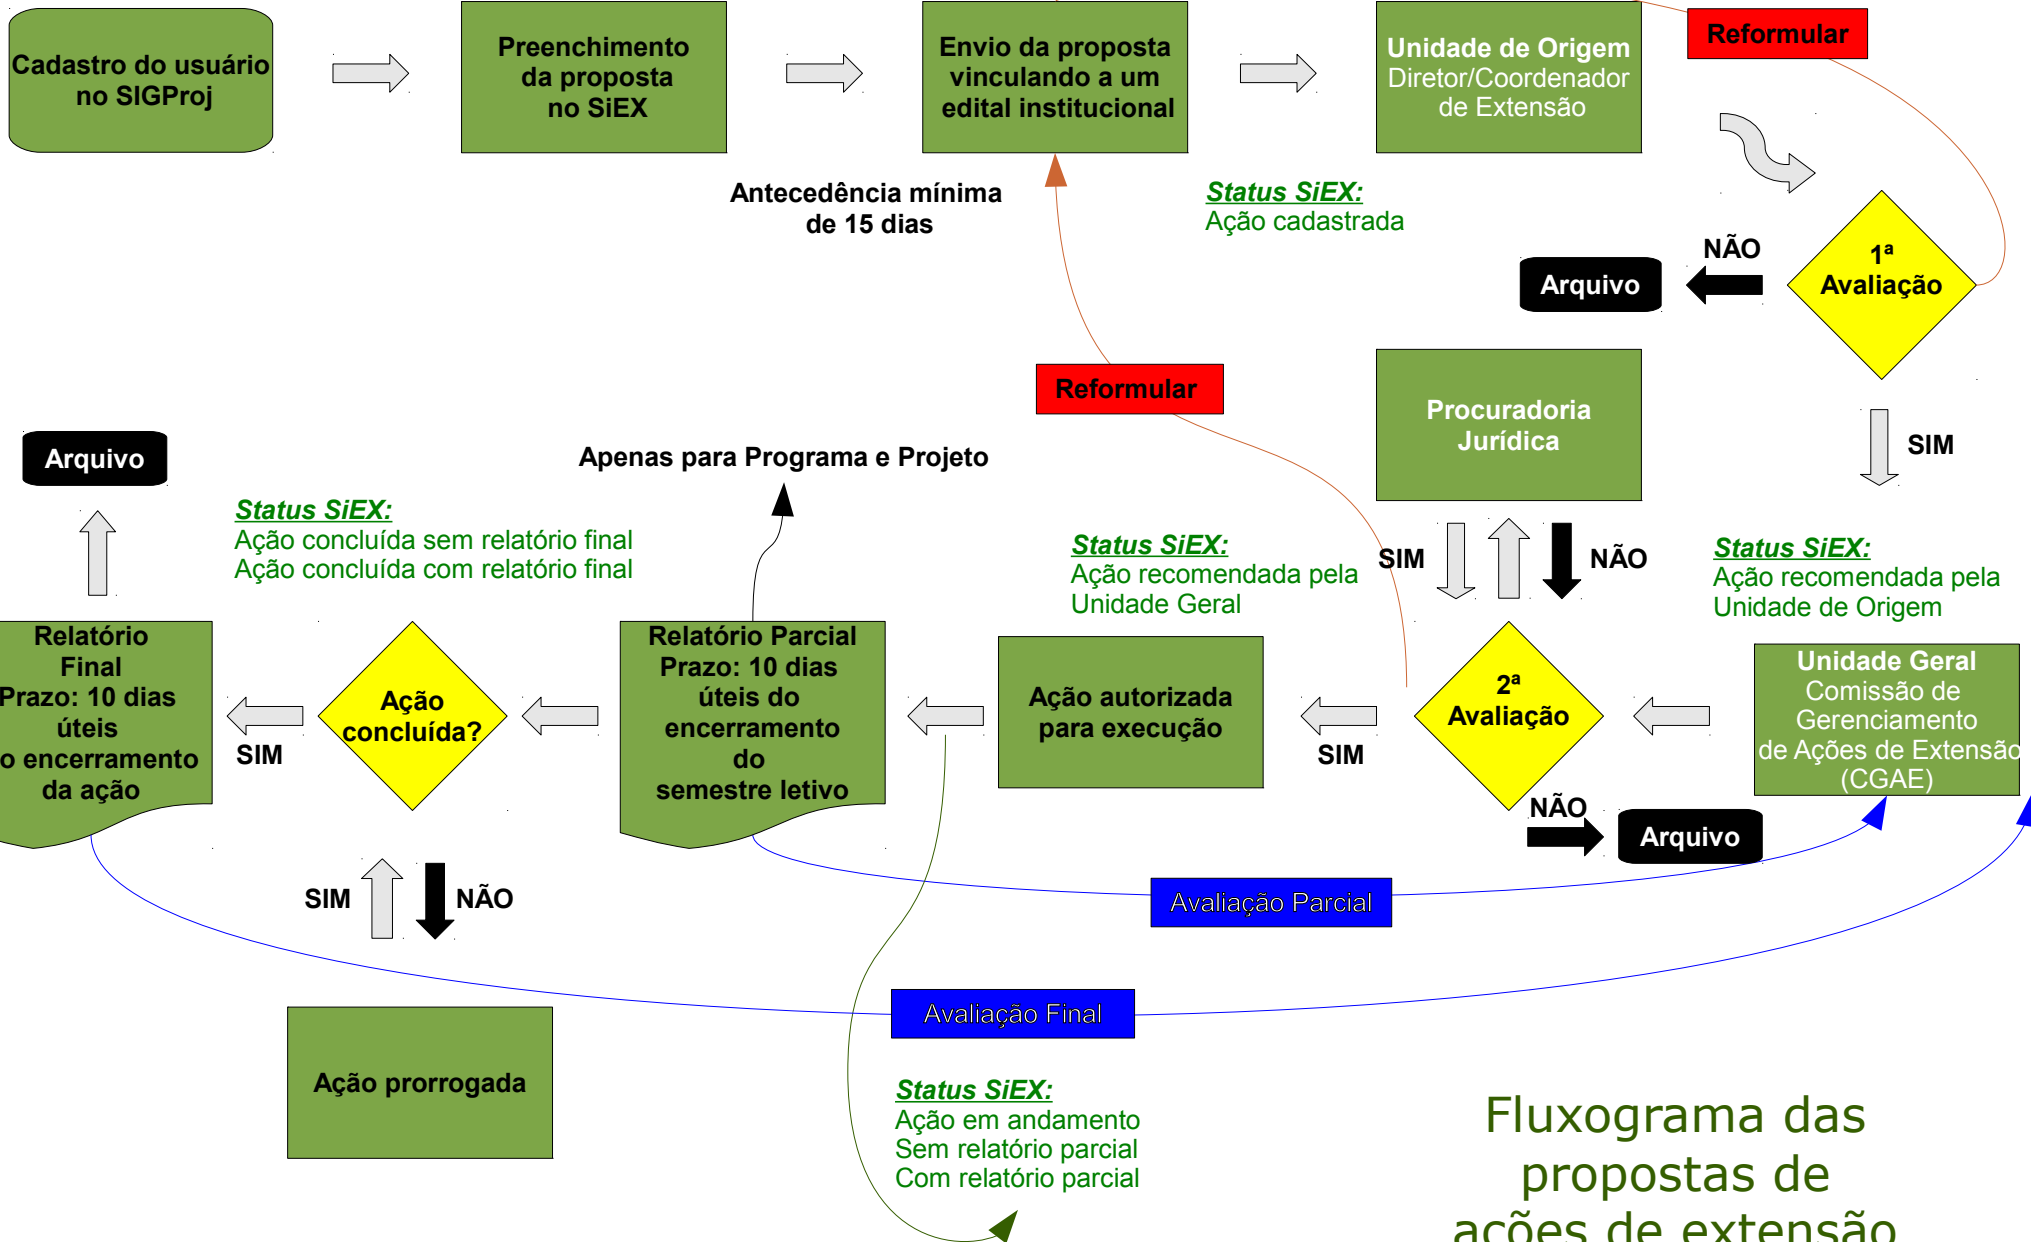 Cadastro do usuário
no SIGProj
Preenchimento
da proposta
no SiEX
Envio da proposta
vinculando a um
edital institucional
Unidade de Origem
Diretor/Coordenador
de Extensão
Reformular
Antecedência mínima
de 15 dias
Status SiEX:
Ação cadastrada
NÃO
1ª
Avaliação
Arquivo
Reformular
Procuradoria
Jurídica
SIM
Arquivo
Apenas para Programa e Projeto
Status SiEX:
Ação concluída sem relatório final
Ação concluída com relatório final
Status SiEX:
Ação recomendada pela
Unidade Geral
SIM
NÃO
Status SiEX:
Ação recomendada pela
Unidade de Origem
Relatório
Final
Prazo: 10 dias
úteis
o encerramento
da ação
SIM
Ação
concluída?
Relatório Parcial
Prazo: 10 dias
úteis do
encerramento
do
semestre letivo
Ação autorizada
para execução
SIM
2ª
Avaliação
Unidade Geral
Comissão de
Gerenciamento
de Ações de Extensão
(CGAE)
NÃO
Arquivo
SIM
NÃO
Avaliação Parcial
Avaliação Final
Ação prorrogada
Status SiEX:
Ação em andamento
Sem relatório parcial
Com relatório parcial
Fluxograma das
propostas de
ações de extensão